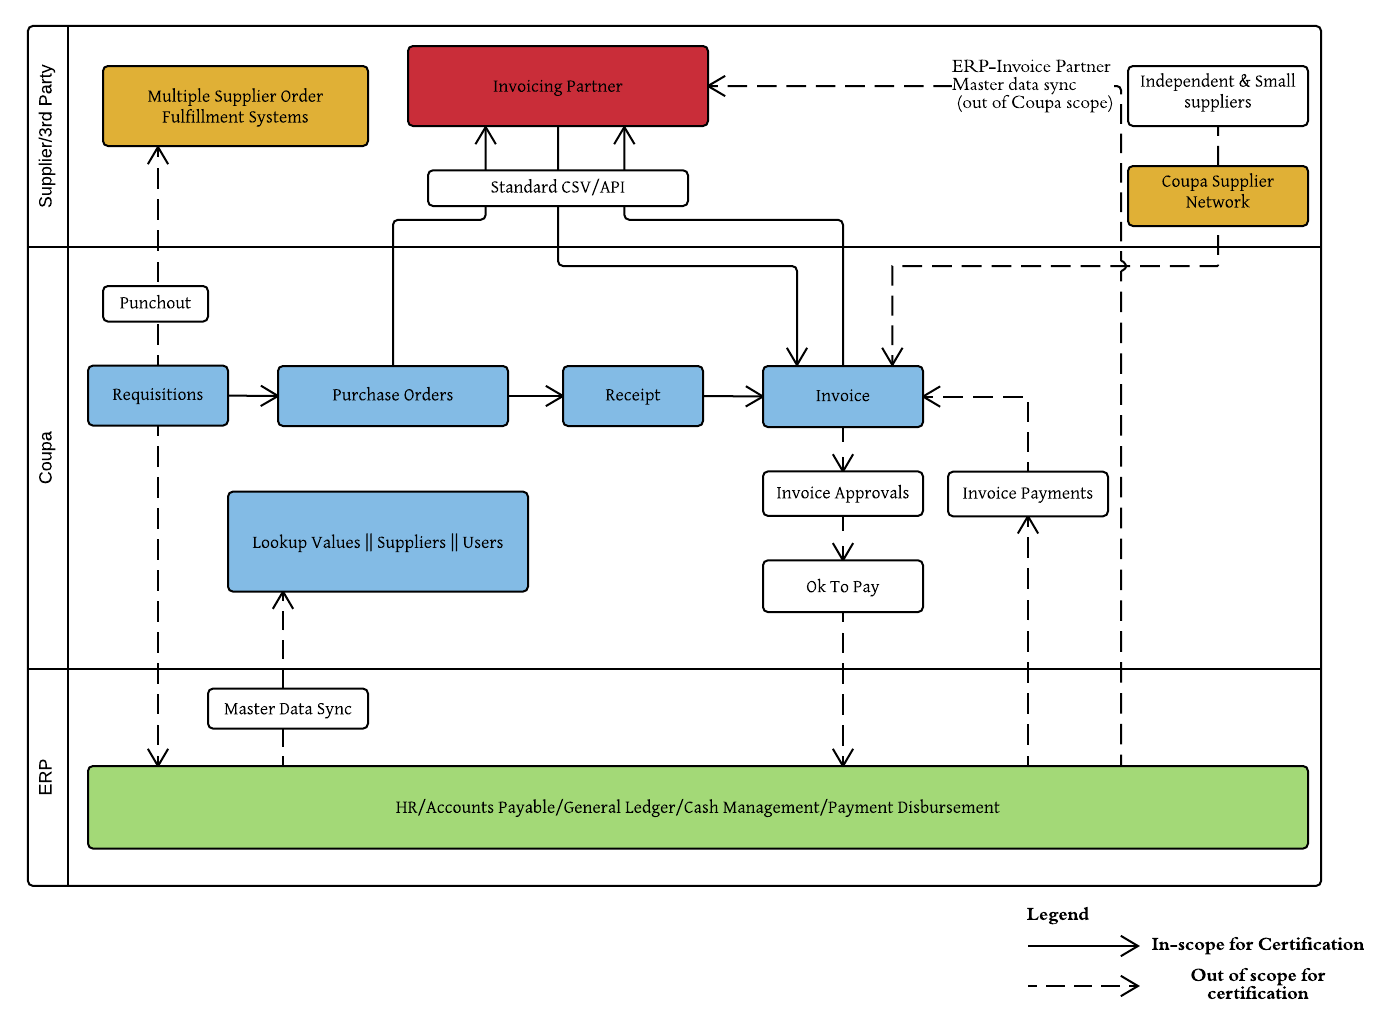 Supplier/3rd Party
Multiple Supplier Order
Fulfillment Systems
Invoicing Partner
ERP-Invoice Partner
Master data sync
(out of Coupa scope)
Independent & Small
suppliers
Standard CSV/API
Coupa Supplier
Network
Coupa
Punchout
Requisitions
Purchase Orders
Receipt
Invoice
Invoice Approvals
Invoice Payments
Lookup Values || Suppliers || Users
Ok To Pay
ERP
Master Data Sync
HR/Accounts Payable/General Ledger/Cash Management/Payment Disbursement
Legend
In-scope for Certification
Out of scope for
certification